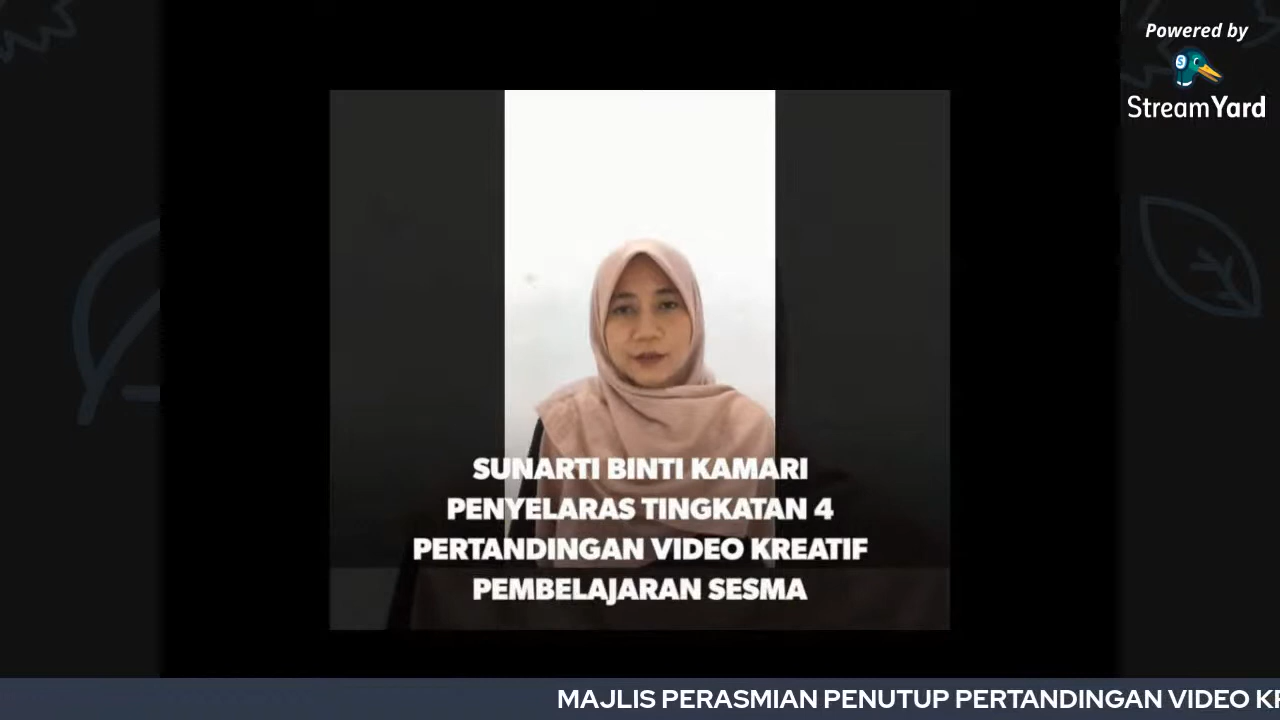 Powered by
StreamYard
SUNARTI BINTI KAMARI
PENYELARAS TINGKATAN 4
PERTANDINGAN VIDEO KREATIF
PEMBELAJARAN SESMA
MAJLIS PERASMIAN PENUTUP PERTANDINGAN VIDEO